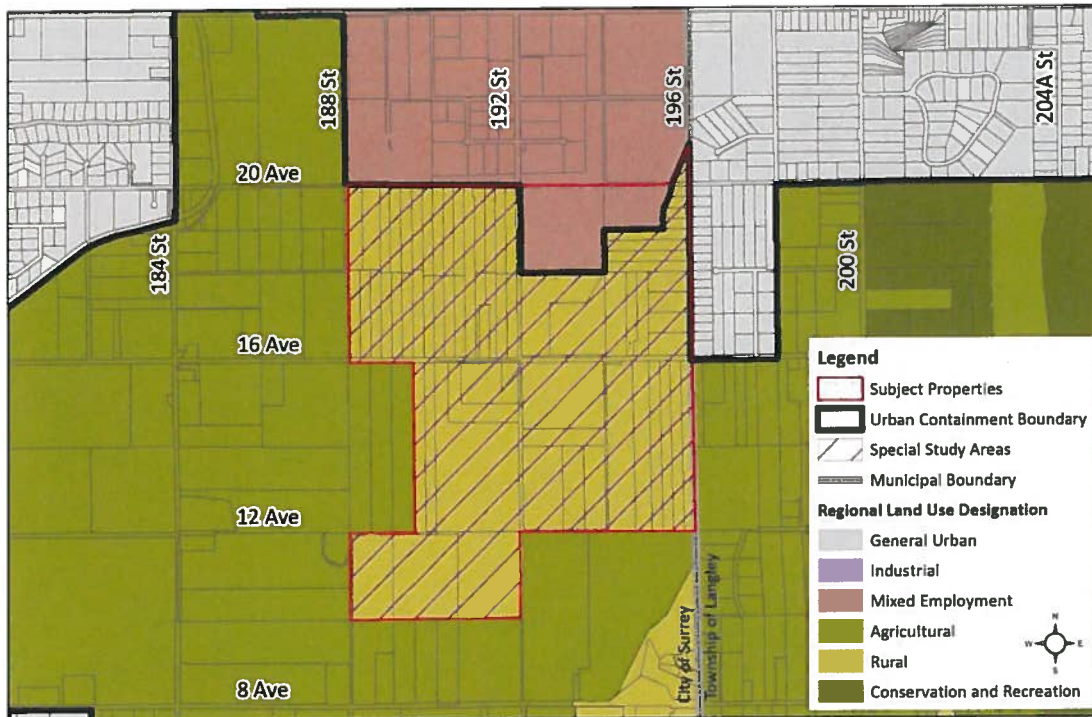 188 St
192 St
196 St
204A St
20 Ave
184 St
200 St
16 Ave
12 Ave
8 Ave
City of Surrey
Township of Langley
Legend
Subject Properties
Urban Containment Boundary
Special Study Areas
Municipal Boundary
Regional Land Use Designation
General Urban
Industrial
Mixed Employment
Agricultural
Rural
Conservation and Recreation
N
W E
S